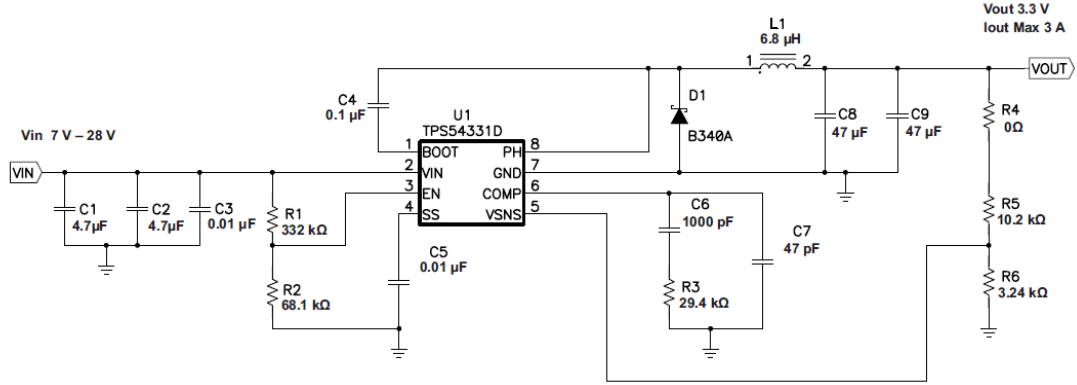 Vout 3.3 V
Iout Max 3 A
L1
6.8 µH
1 2
VOUT
C4
0.1 µF
D1
B340A
C8
47 µF
C9
47 µF
R4
0Ω
Vin 7 V – 28 V
U1
TPS54331D
1 BOOT PH 8
VIN
2 VIN GND 7
3 EN COMP 6
4 SS VSNS 5
C1
4.7µF
C2
4.7µF
C3
0.01 µF
R1
332 kΩ
C6
1000 pF
C7
47 pF
R5
10.2 kΩ
C5
0.01 µF
R2
68.1 kΩ
R3
29.4 kΩ
R6
3.24 kΩ